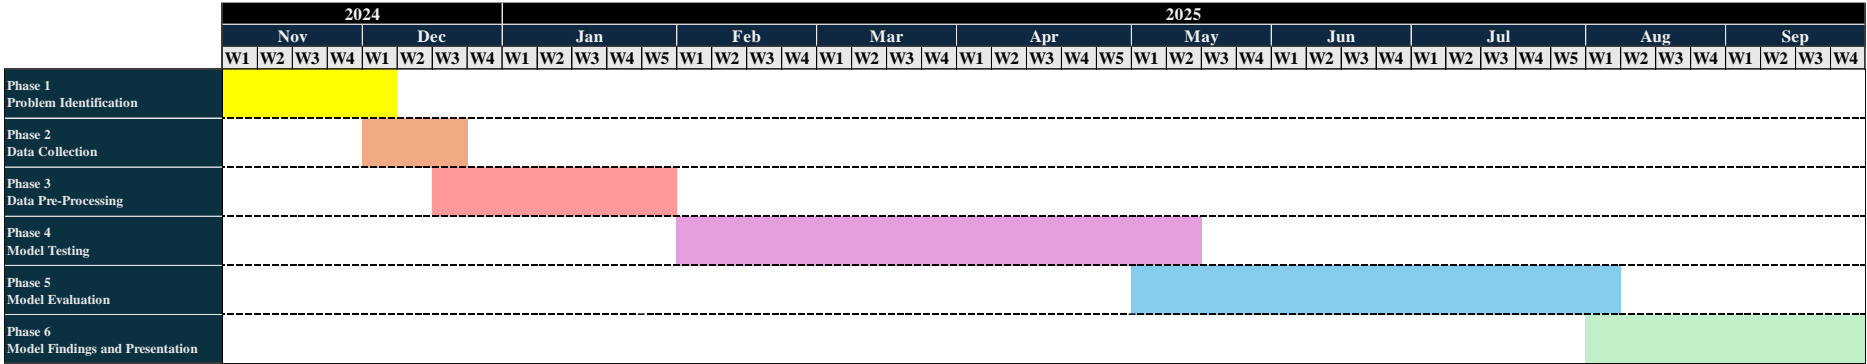 2024 2025
Nov Dec Jan Feb Mar Apr May Jun Jul Aug Sep
W1 W2 W3 W4 W1 W2 W3 W4 W1 W2 W3 W4 W5 W1 W2 W3 W4 W1 W2 W3 W4 W1 W2 W3 W4 W5 W1 W2 W3 W4 W1 W2 W3 W4 W1 W2 W3 W4 W5 W1 W2 W3 W4 W1 W2 W3 W4
Phase 1
Problem Identification
Phase 2
Data Collection
Phase 3
Data Pre-Processing
Phase 4
Model Testing
Phase 5
Model Evaluation
Phase 6
Model Findings and Presentation